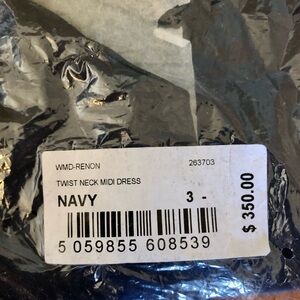 WMD-RENON 263703
TWIST NECK MIDI DRESS
NAVY 3 -
5 059855 608539
$ 350.00